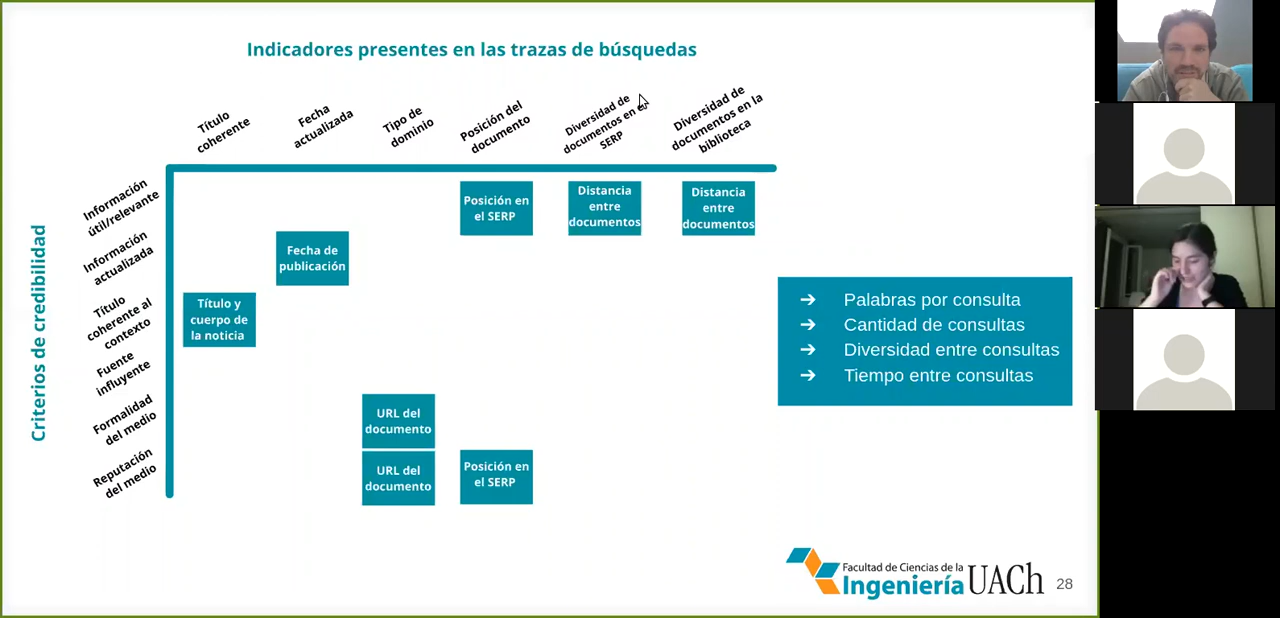 Indicadores presentes en las trazas de búsquedas
Título
coherente
Fecha
actualizada
Tipo de
dominio
Posición del
documento
Diversidad de
documentos en el
SERP
Diversidad de
documentos en la
biblioteca
Criterios de credibilidad
Información
útil/relevante
Información
actualizada
Título
coherente al
contexto
Fuente
influyente
Formalidad
del medio
Reputación
del medio
Posición en
el SERP
Distancia
entre
documentos
Distancia
entre
documentos
Fecha de
publicación
Título y
cuerpo de
la noticia
URL del
documento
URL del
documento
Posición en
el SERP
➔ Palabras por consulta
➔ Cantidad de consultas
➔ Diversidad entre consultas
➔ Tiempo entre consultas
Facultad de Ciencias de la
Ingeniería UACh
28